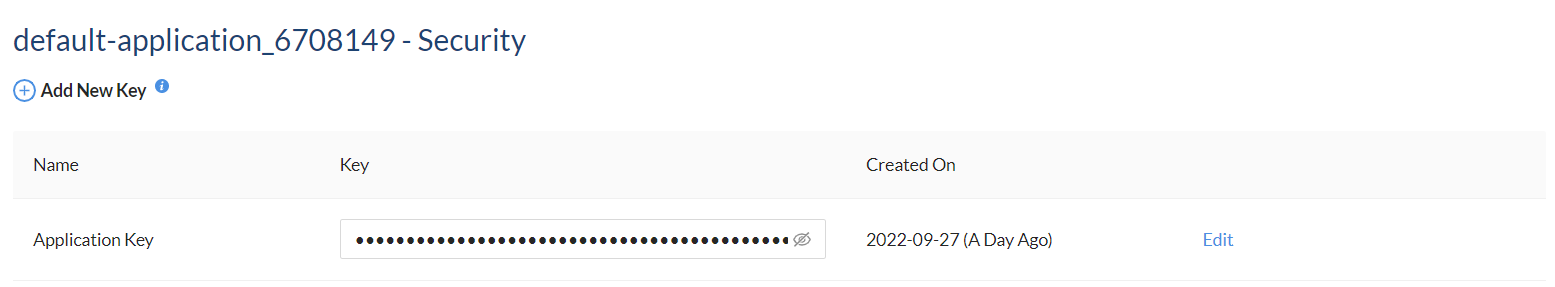 default-application_6708149 - Security
Add New Key
Name Key Created On
Application Key 2022-09-27 (A Day Ago) Edit